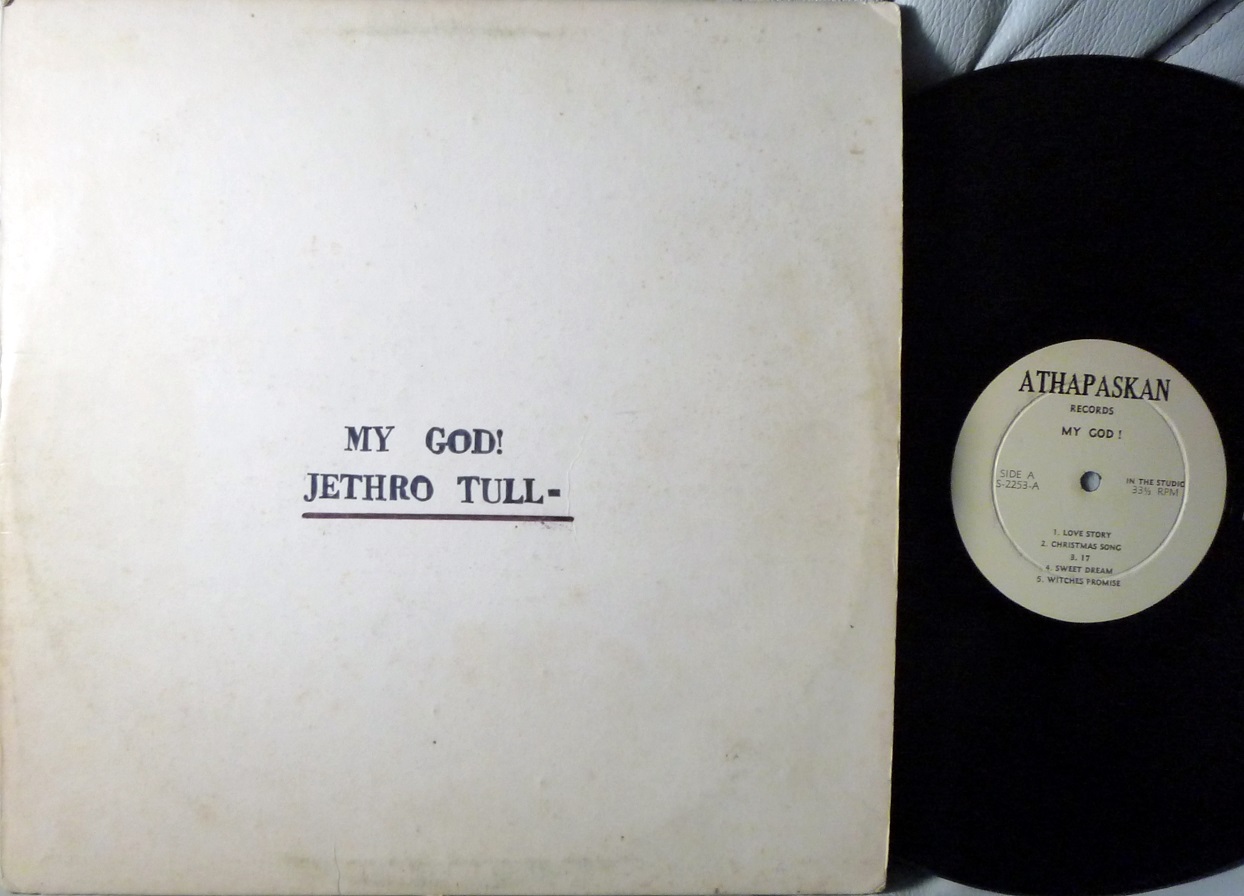 MY GOD!
JETHRO TULL-
ATHAPASKAN
RECORDS
MY GOD !
SIDE A
S-2253-A
IN THE STUDIO
33⅓ RPM
1. LOVE STORY
2. CHRISTMAS SONG
3. 17
4. SWEET DREAM
5. WITCHES PROMISE